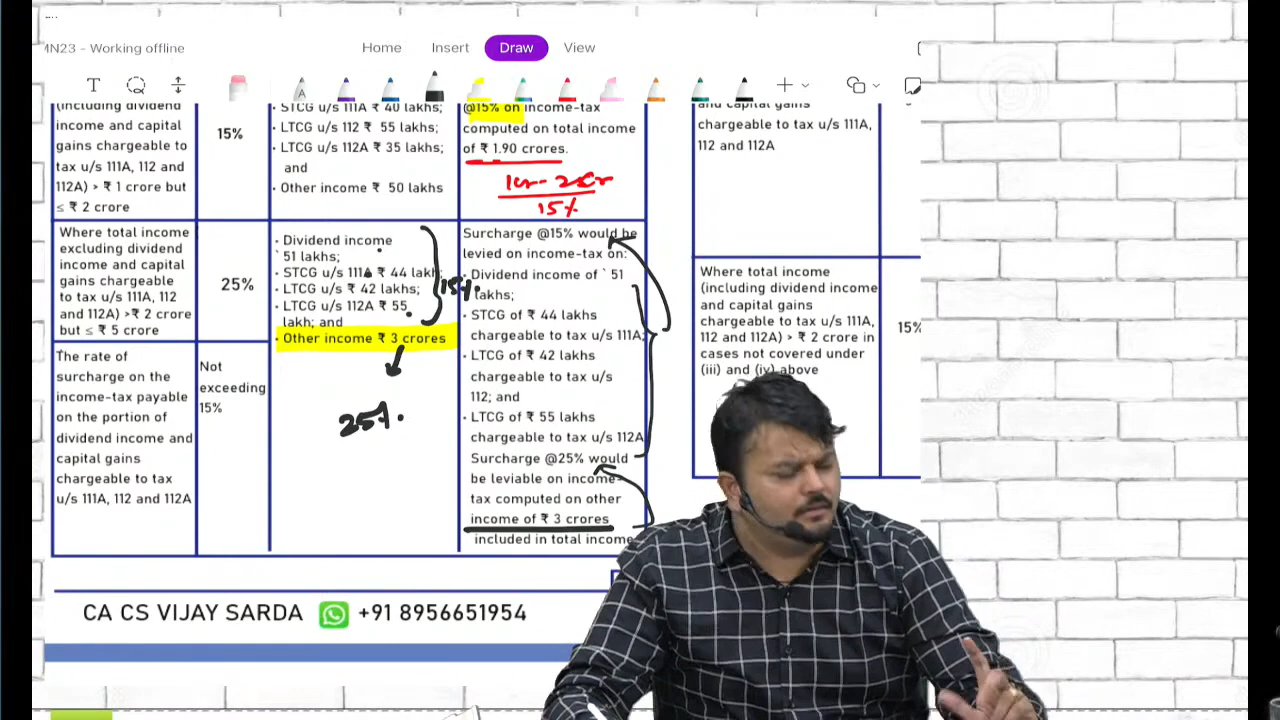 MN23 - Working offline
Home Insert Draw View
(including dividend
income and capital
gains chargeable to
tax u/s 111A, 112 and
112A) > ₹ 1 crore but
≤ ₹ 2 crore
15%
• STCG u/s 111A ₹ 40 lakhs;
• LTCG u/s 112 ₹ 55 lakhs;
• LTCG u/s 112A ₹ 35 lakhs;
and
• Other income ₹ 50 lakhs
@15% on income-tax
computed on total income
of ₹ 1.90 crores.
1cr - 2cr
15%
Where total income
excluding dividend
income and capital
gains chargeable
to tax u/s 111A, 112
and 112A) >₹ 2 crore
but ≤ ₹ 5 crore
25%
• Dividend income
` 51 lakhs;
• STCG u/s 111A ₹ 44 lakh;
• LTCG u/s ₹ 42 lakhs;
• LTCG u/s 112A ₹ 55
lakh; and
• Other income ₹ 3 crores
15%.
25%.
Surcharge @15% would be
levied on income-tax on:
• Dividend income of ` 51
lakhs;
• STCG of ₹ 44 lakhs
chargeable to tax u/s 111A;
• LTCG of ₹ 42 lakhs
chargeable to tax u/s
112; and
• LTCG of ₹ 55 lakhs
chargeable to tax u/s 112A
Surcharge @25% would
be leviable on income-
tax computed on other
income of ₹ 3 crores
included in total income
The rate of
surcharge on the
income-tax payable
on the portion of
dividend income and
capital gains
chargeable to tax
u/s 111A, 112 and 112A
Not
exceeding
15%
and capital gains
chargeable to tax u/s 111A,
112 and 112A
Where total income
(including dividend income
and capital gains
chargeable to tax u/s 111A,
112 and 112A) > ₹ 2 crore in
cases not covered under
(iii) and (iv) above
15%
CA CS VIJAY SARDA +91 8956651954